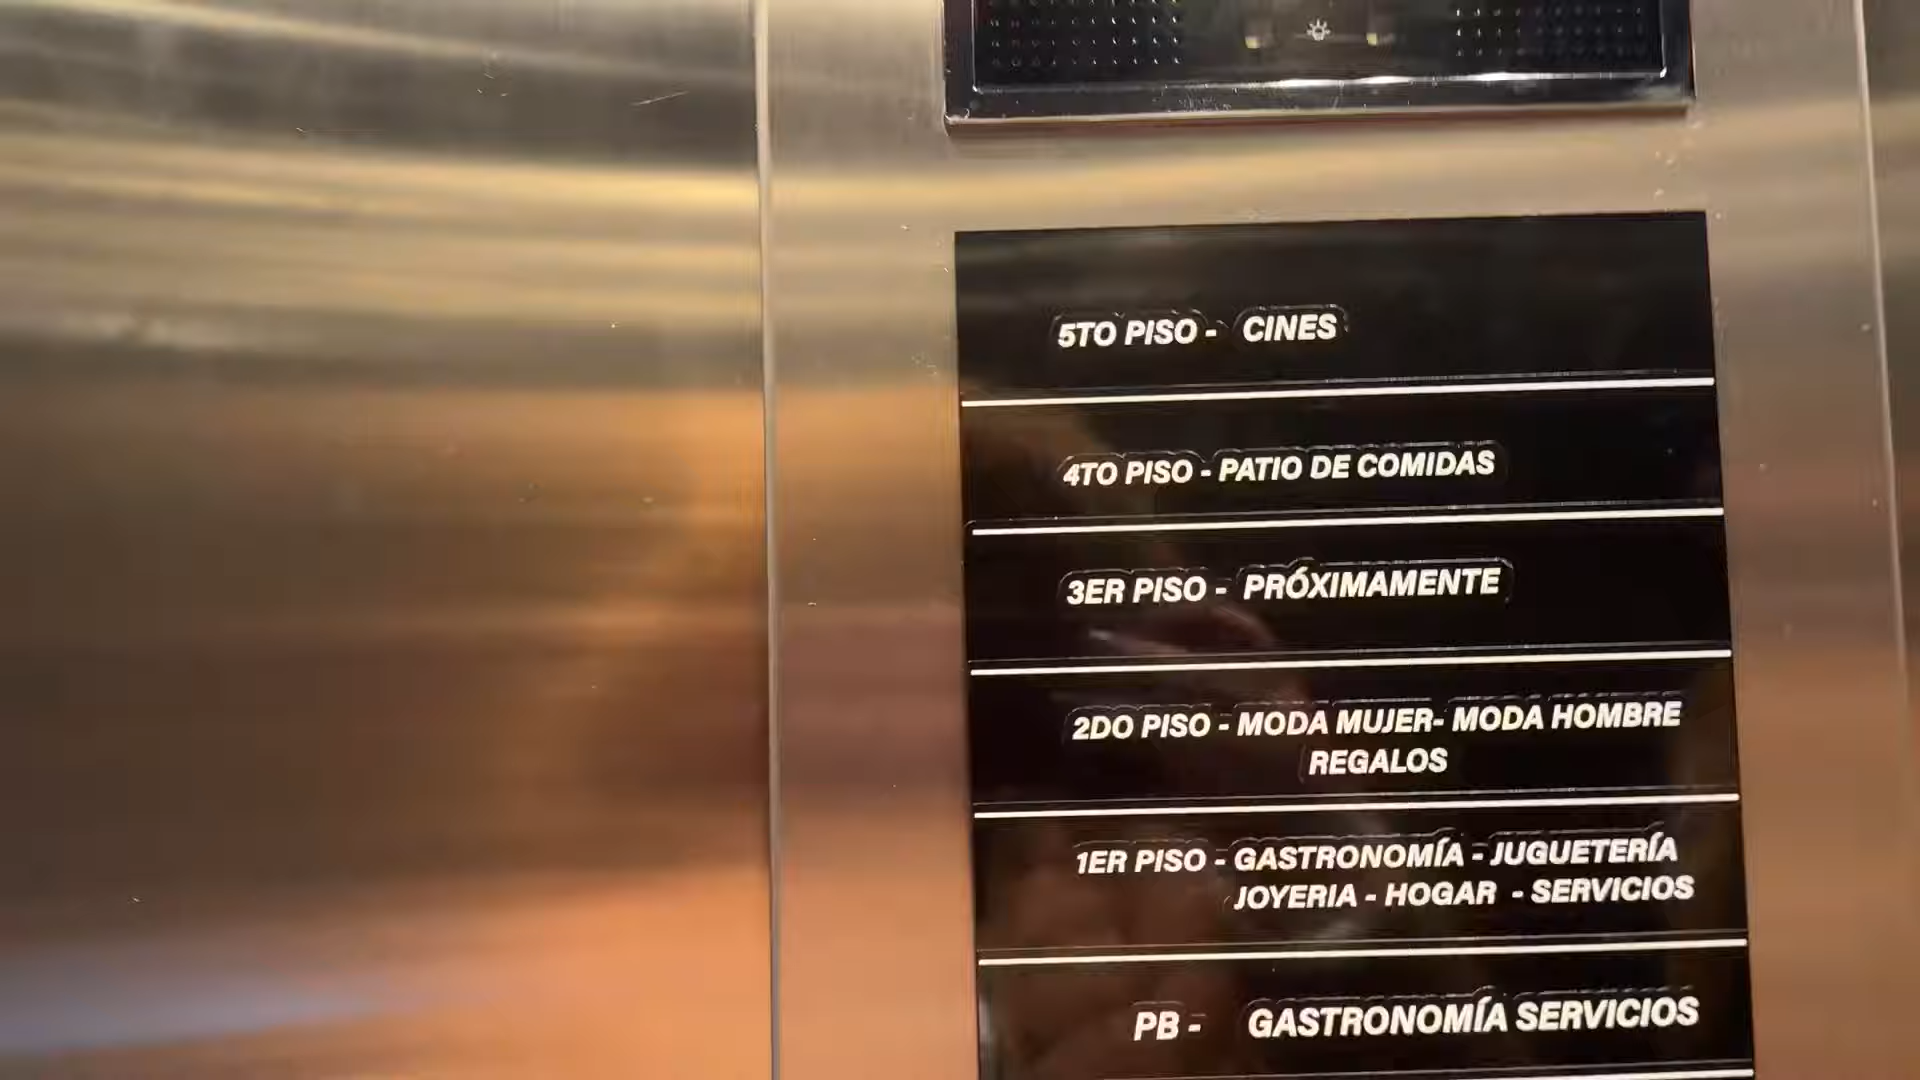 5TO PISO - CINES
4TO PISO - PATIO DE COMIDAS
3ER PISO - PRÓXIMAMENTE
2DO PISO - MODA MUJER- MODA HOMBRE
REGALOS
1ER PISO - GASTRONOMÍA - JUGUETERÍA
JOYERIA - HOGAR - SERVICIOS
PB - GASTRONOMÍA SERVICIOS